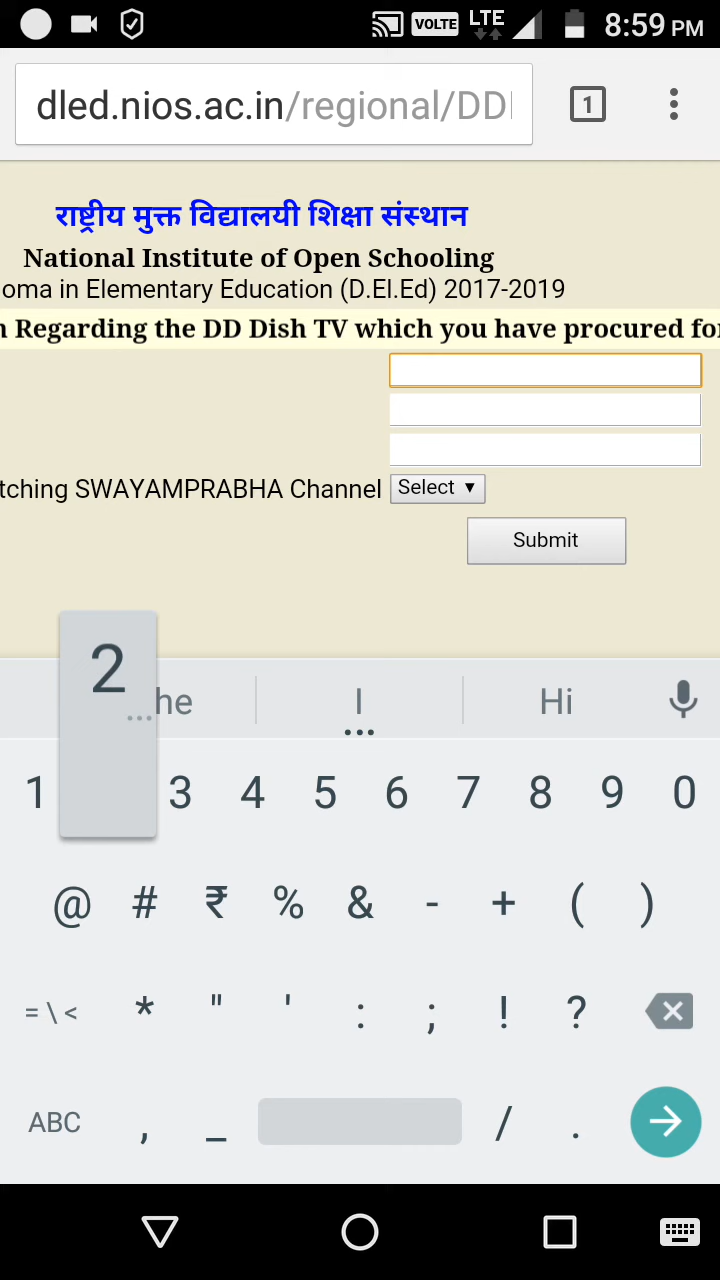 VOLTE LTE 8:59 PM
dled.nios.ac.in/regional/DD
1
राष्ट्रीय मुक्त विद्यालयी शिक्षा संस्थान
National Institute of Open Schooling
oma in Elementary Education (D.El.Ed) 2017-2019
n Regarding the DD Dish TV which you have procured for
tching SWAYAMPRABHA Channel Select ▼
Submit
2
he I Hi
1 3 4 5 6 7 8 9 0
@ # ₹ % & - + ( )
= \ < * " ' : ; ! ?
ABC , _ / .